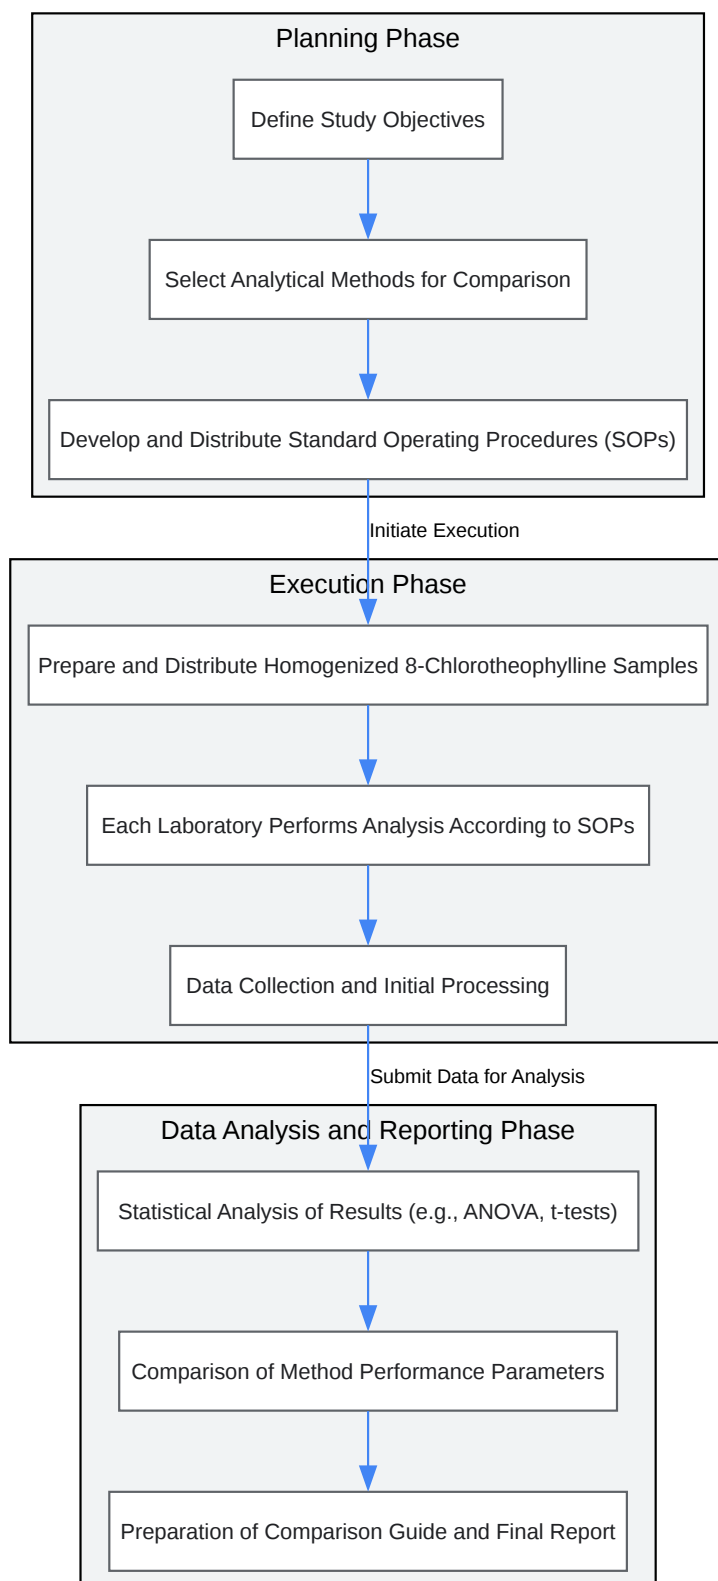 Planning Phase
Define Study Objectives
Select Analytical Methods for Comparison
Develop and Distribute Standard Operating Procedures (SOPs)
Initiate Execution
Execution Phase
Prepare and Distribute Homogenized 8-Chlorotheophylline Samples
Each Laboratory Performs Analysis According to SOPs
Data Collection and Initial Processing
Submit Data for Analysis
Data Analysis and Reporting Phase
Statistical Analysis of Results (e.g., ANOVA, t-tests)
Comparison of Method Performance Parameters
Preparation of Comparison Guide and Final Report